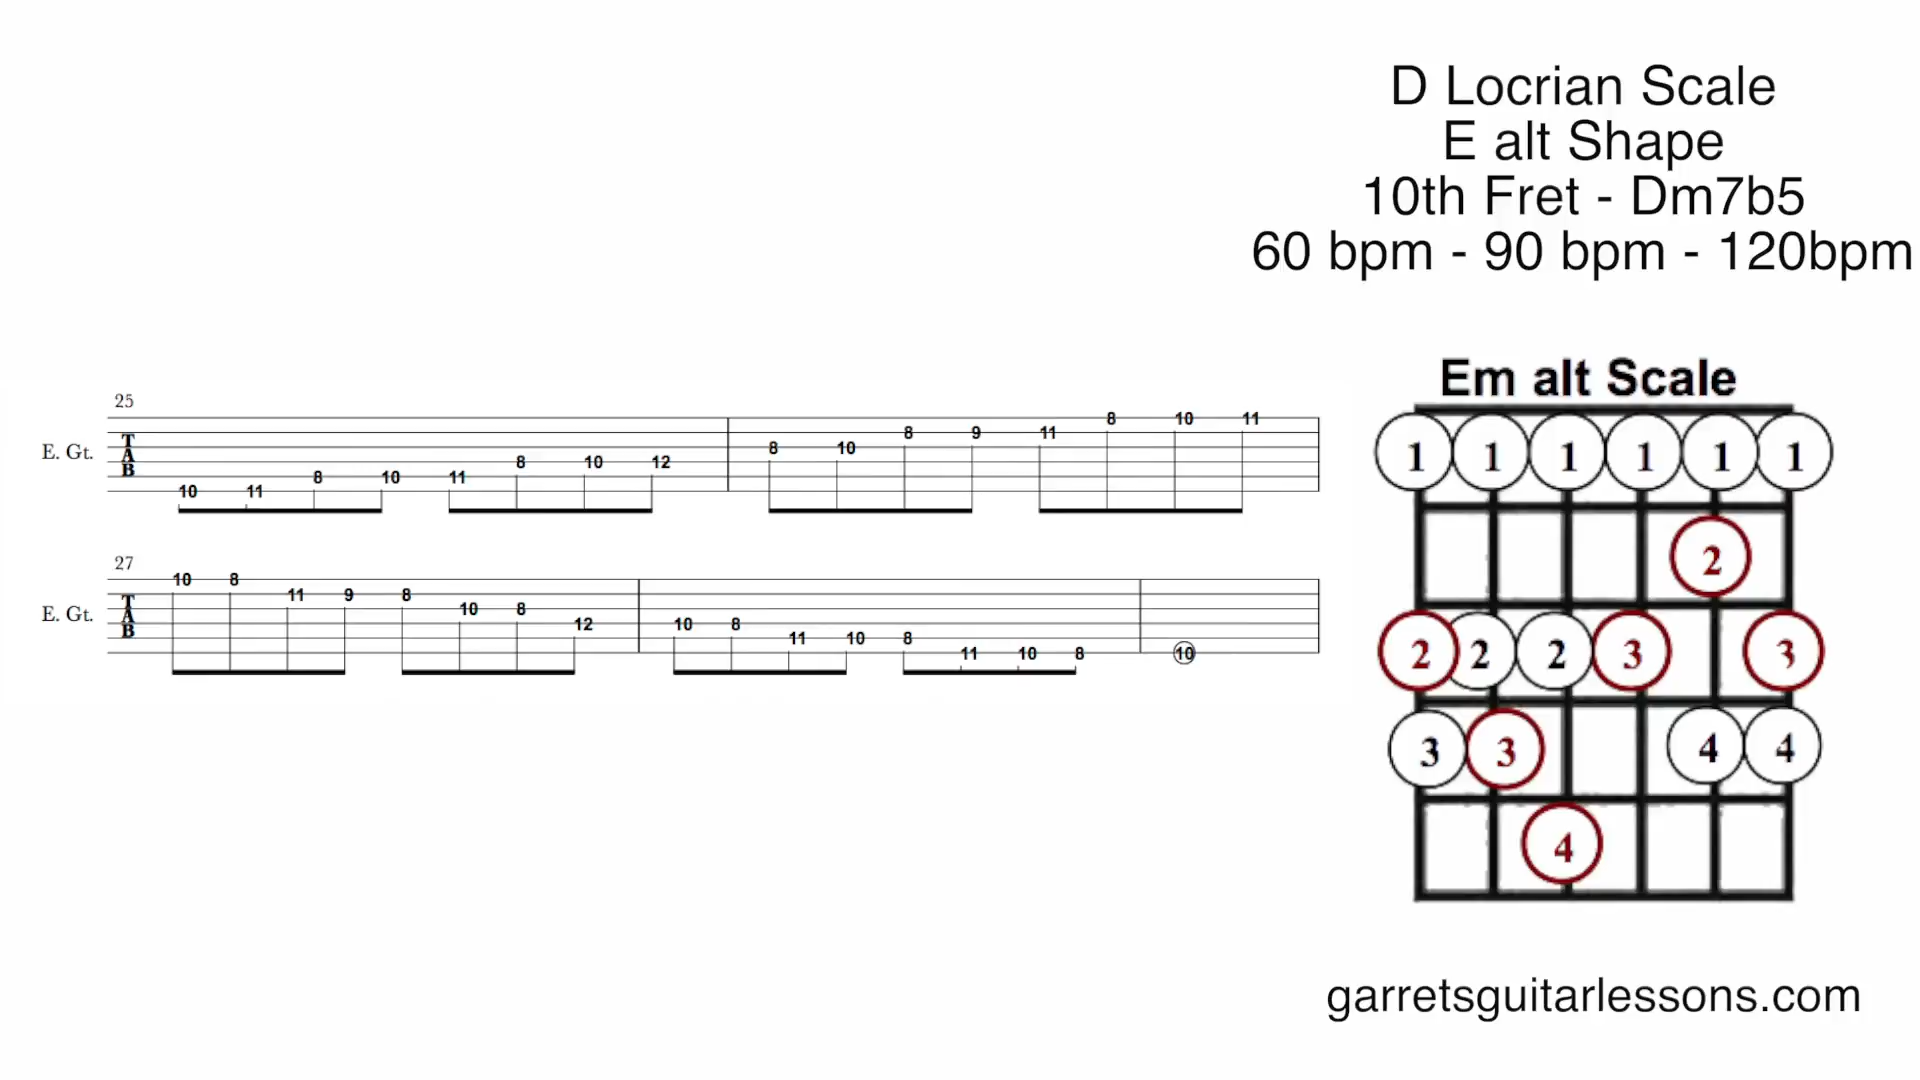 D Locrian Scale
E alt Shape
10th Fret - Dm7b5
60 bpm - 90 bpm - 120bpm
25
E. Gt.
T
A
B
10 11 8 10 11 8 10 12 8 10 8 9 11 8 10 11
27
E. Gt.
T
A
B
10 8 11 9 8 10 8 12 10 8 11 10 8 11 10 8 10
Em alt Scale
1 1 1 1 1 1
2
2 2 2 3 3
3 3 4 4
4
garretsguitarlessons.com